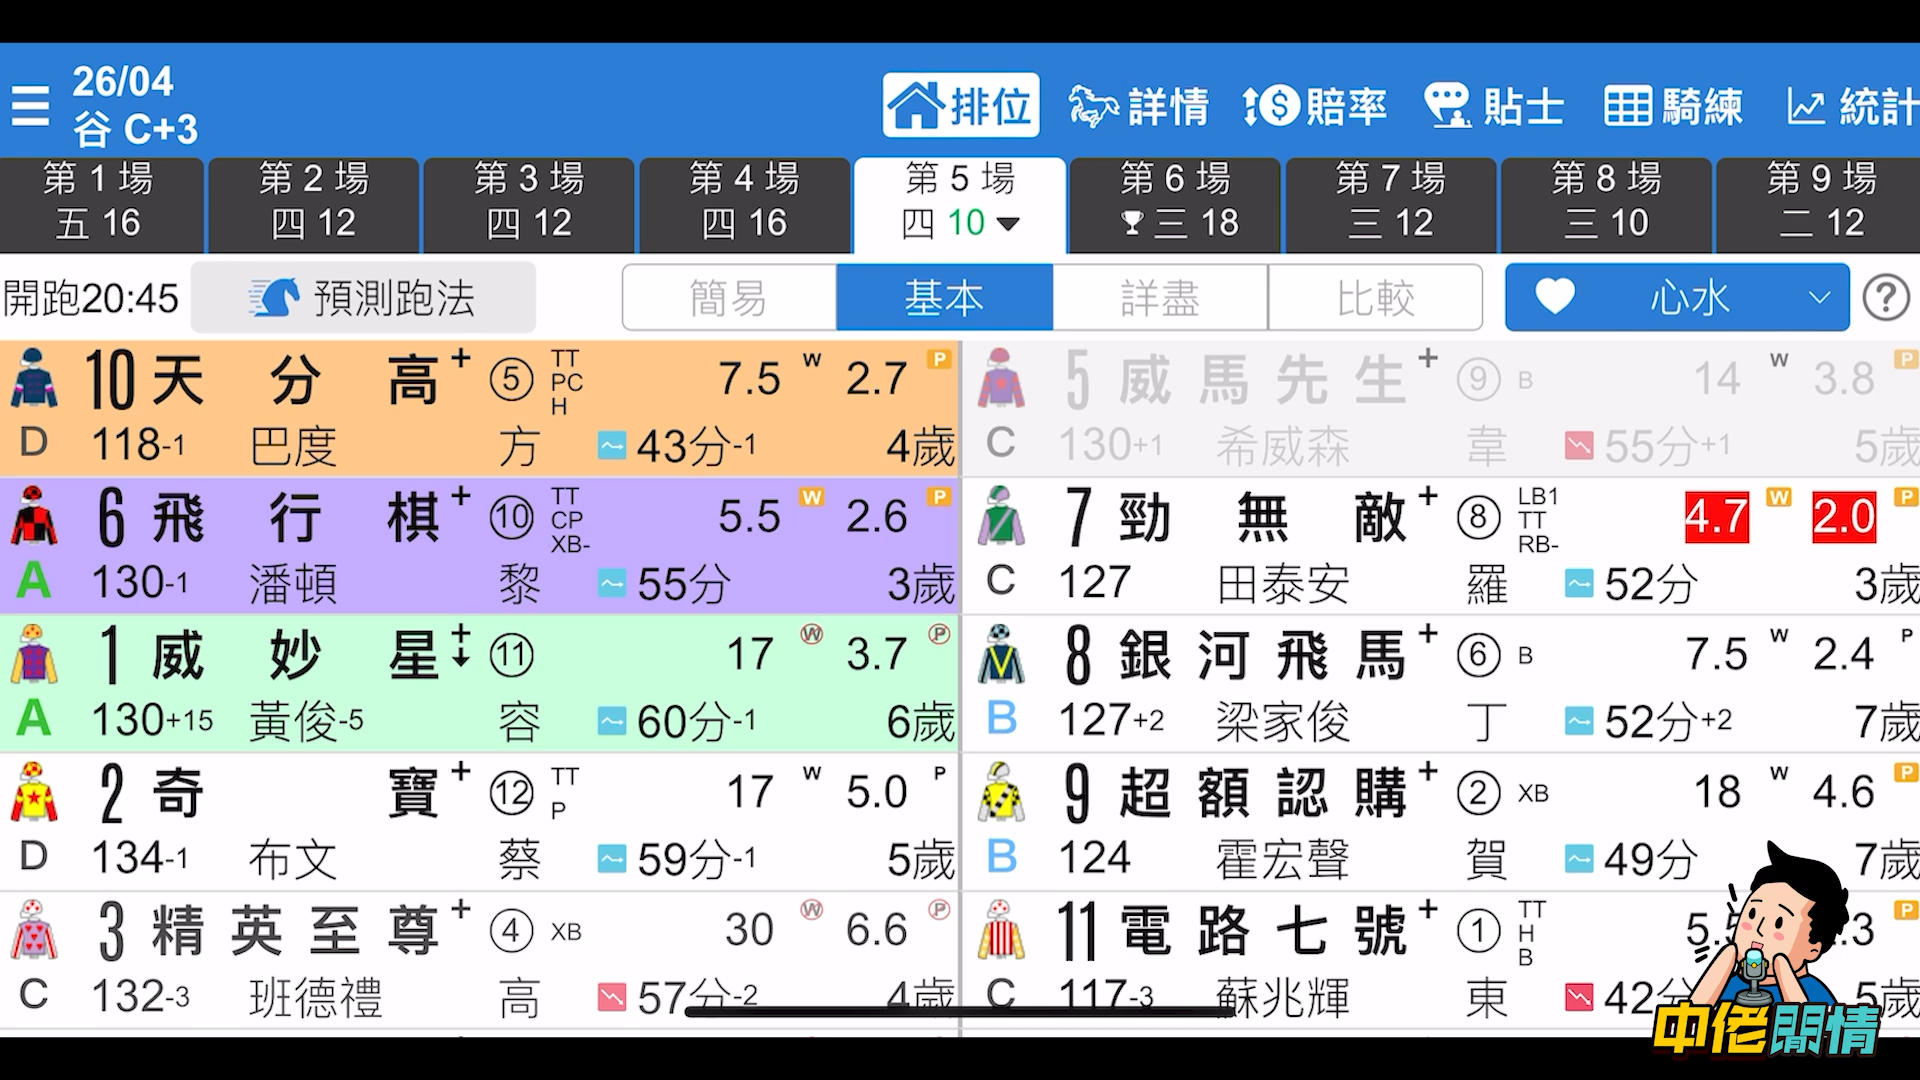 26/04
谷 C+3
排位 詳情 賠率 貼士 騎練 統計
第 1 場 第 2 場 第 3 場 第 4 場 第 5 場 第 6 場 第 7 場 第 8 場 第 9 場
五 16 四 12 四 12 四 16 四 10 三 18 三 12 三 10 二 12
開跑20:45 預測跑法 簡易 基本 詳盡 比較 心水 ?
10 天分高+ ⑤ TT PC H 7.5 W 2.7 P
D 118-1 巴度 方 43分-1 4歲
6 飛行棋+ ⑩ TT CP XB- 5.5 W 2.6 P
A 130-1 潘頓 黎 55分 3歲
1 威妙星+ ⑪ 17 W 3.7 P
A 130+15 黃俊-5 容 60分-1 6歲
2 奇寶+ ⑫ TT P 17 W 5.0 P
D 134-1 布文 蔡 59分-1 5歲
3 精英至尊+ ④ XB 30 W 6.6 P
C 132-3 班德禮 高 57分-2 4歲
5 威馬先生+ ⑨ B 14 W 3.8 P
C 130+1 希威森 韋 55分+1 5歲
7 勁無敵+ ⑧ LB1 TT RB- 4.7 W 2.0 P
C 127 田泰安 羅 52分 3歲
8 銀河飛馬+ ⑥ B 7.5 W 2.4 P
B 127+2 梁家俊 丁 52分+2 7歲
9 超額認購+ ② XB 18 W 4.6 P
B 124 霍宏聲 賀 49分 7歲
11 電路七號+ ① TT H B 5.5 .3 P
C 117-3 蘇兆輝 東 42分 5歲
中佬閒情